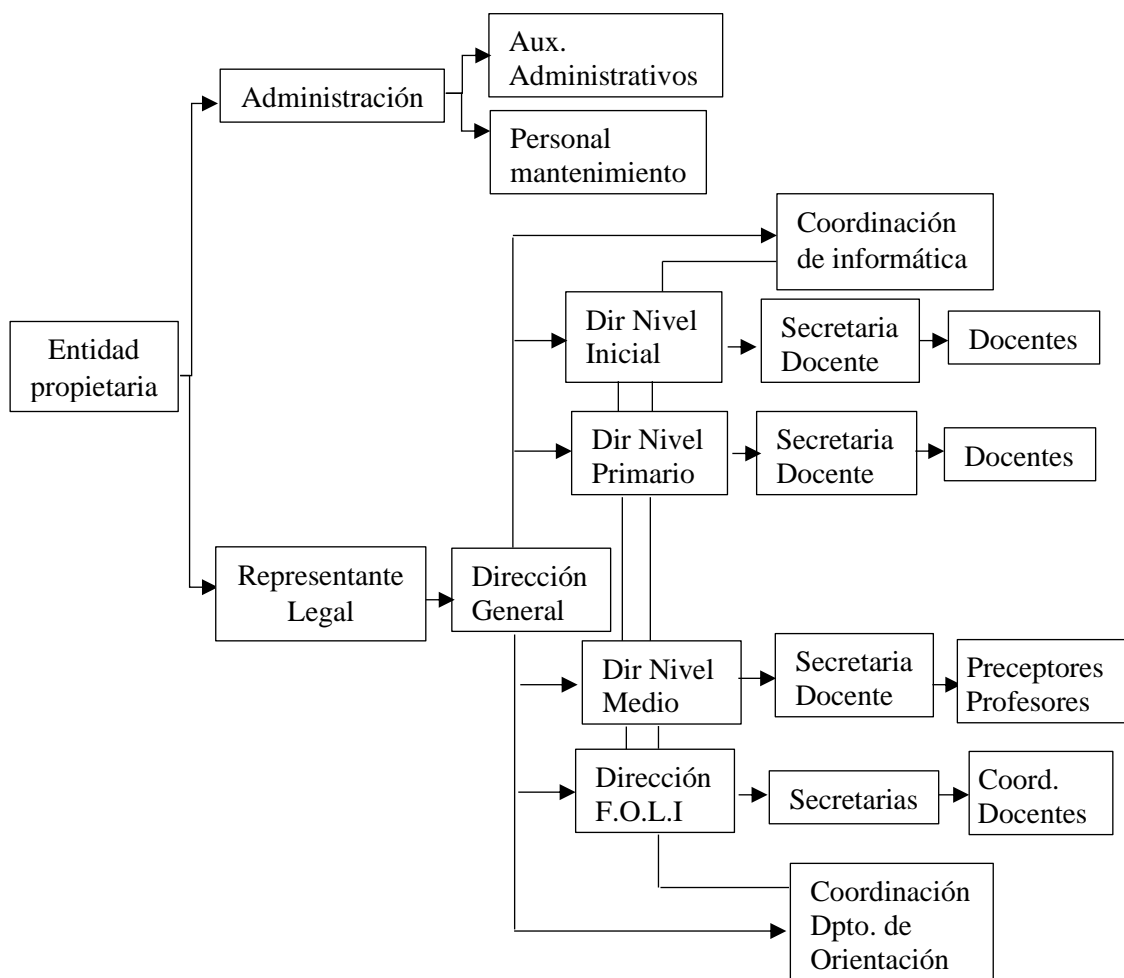 Aux.
Administrativos
Administración
Personal
mantenimiento
Coordinación
de informática
Dir Nivel
Inicial
Secretaria
Docente
Docentes
Entidad
propietaria
Dir Nivel
Primario
Secretaria
Docente
Docentes
Representante
Legal
Dirección
General
Dir Nivel
Medio
Secretaria
Docente
Preceptores
Profesores
Dirección
F.O.L.I
Secretarias
Coord.
Docentes
Coordinación
Dpto. de
Orientación